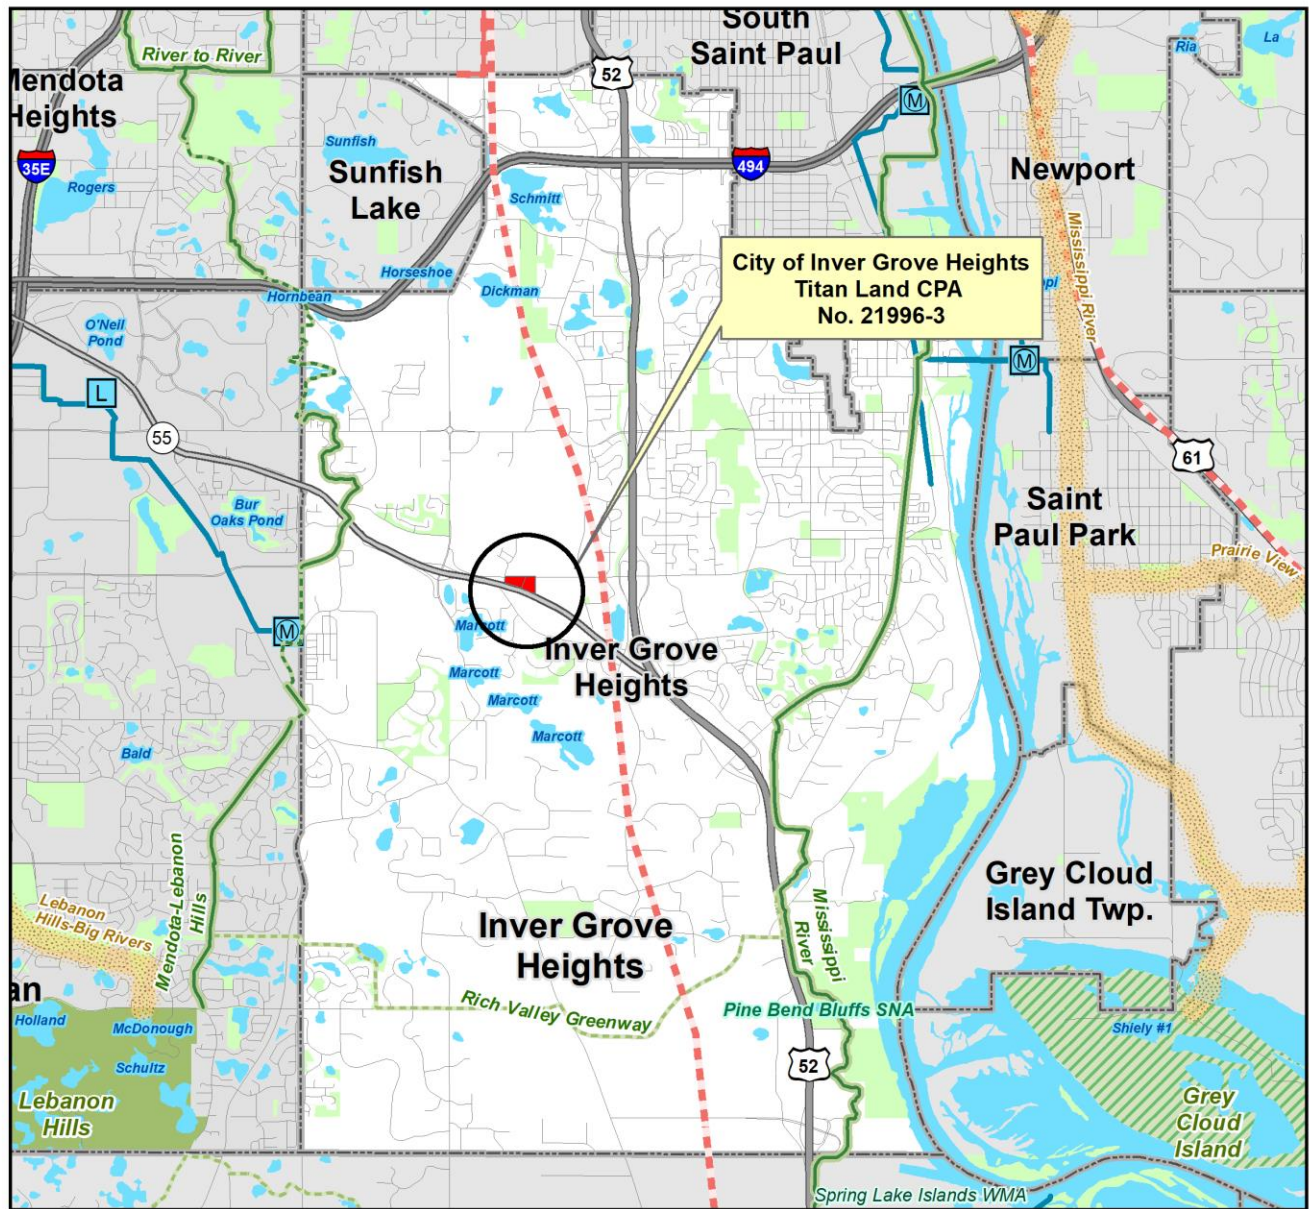 River to River
52
South
Saint Paul
Ria
La
Mendota
Heights
M
35E
Rogers
Sunfish
Sunfish
Lake
494
Newport
Schmitt
Mississippi River
Horseshoe
Dickman
Hornbean
City of Inver Grove Heights
Titan Land CPA
No. 21996-3
O'Neil
Pond
M
L
55
61
Bur
Oaks Pond
Saint
Paul Park
Prairie View
M
Marcott
Inver Grove
Heights
Marcott
Marcott
Marcott
Bald
Mendota-Lebanon
Hills
Lebanon
Hills-Big Rivers
Grey Cloud
Island Twp.
Mississippi
River
Inver Grove
Heights
an
Rich Valley Greenway
Pine Bend Bluffs SNA
Holland
McDonough
Shiely #1
Schultz
52
Lebanon
Hills
Grey
Cloud
Island
Spring Lake Islands WMA